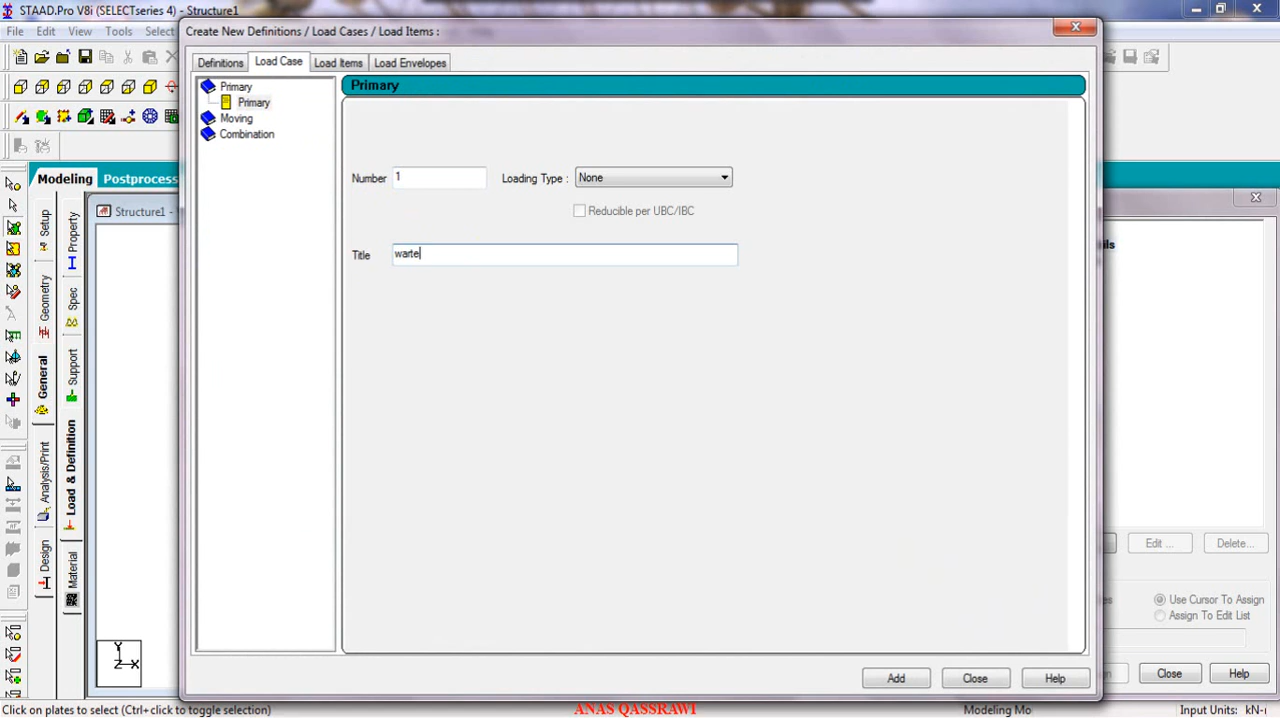 STAAD.Pro V8i (SELECTseries 4) - Structure1
File Edit View Tools Select
Create New Definitions / Load Cases / Load Items :
Definitions Load Case Load Items Load Envelopes
Primary
Primary
Moving
Combination
Primary
Number 1 Loading Type : None
Reducible per UBC/IBC
Title warte
Add Close Help
Modeling Postprocess
Structure1 -
Setup
Geometry
General
Analysis/Print
Design
Property
Spec
Support
Load & Definition
Material
Edit ... Delete...
Use Cursor To Assign
Assign To Edit List
Close Help
Y
Z X
Click on plates to select (Ctrl+click to toggle selection) ANAS QASSRAWI Modeling Mo Input Units: kN-